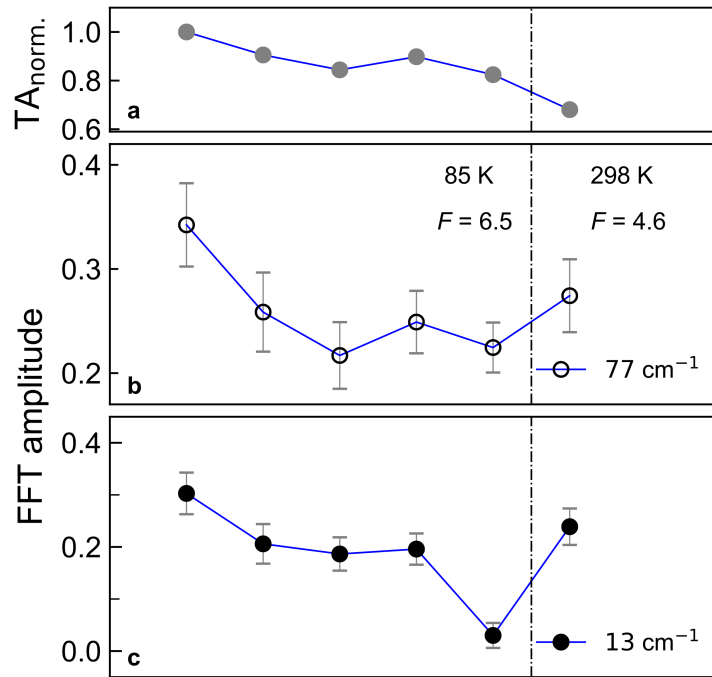 TAnorm.
1.0
0.8
0.6
a
FFT amplitude
0.4
0.3
0.2
85 K
298 K
F = 6.5
F = 4.6
b
77 cm⁻¹
0.4
0.2
0.0
c
13 cm⁻¹